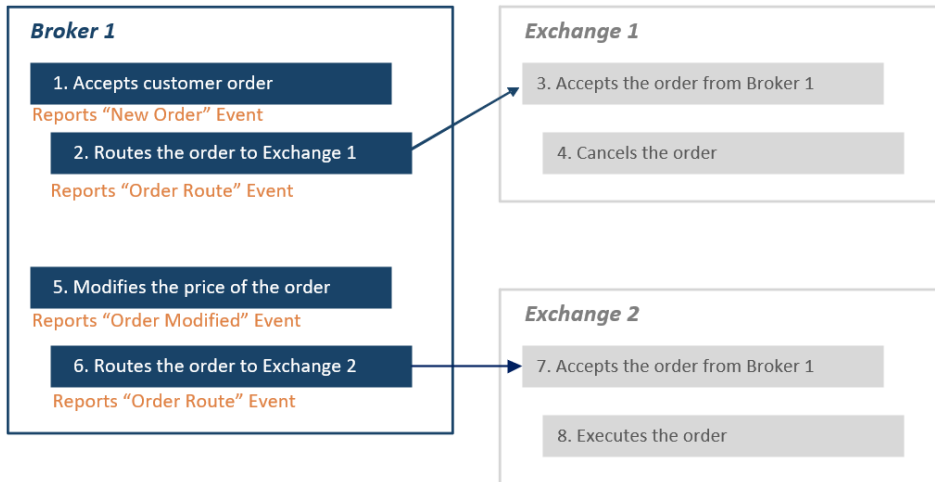 Broker 1
1. Accepts customer order
Reports “New Order” Event
2. Routes the order to Exchange 1
Reports “Order Route” Event
5. Modifies the price of the order
Reports “Order Modified” Event
6. Routes the order to Exchange 2
Reports “Order Route” Event
Exchange 1
3. Accepts the order from Broker 1
4. Cancels the order
Exchange 2
7. Accepts the order from Broker 1
8. Executes the order